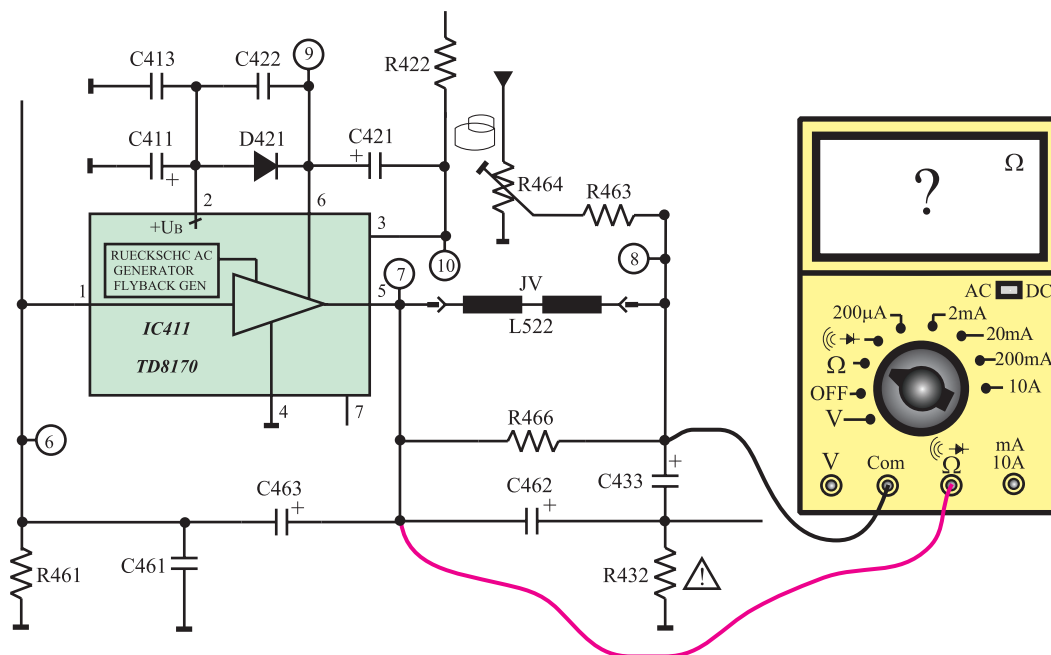 C413
C422
9
R422
C411
+
D421
C421
+
R464
R463
2
6
3
+UB
10
7
8
RUECKSCHC AC
GENERATOR
FLYBACK GEN
1
5
JV
L522
IC411
TD8170
4
7
6
R466
C463
+
C462
+
C433
+
R461
C461
R432
!
?
Ω
AC
DC
200µA
2mA
20mA
200mA
10A
Ω
OFF
V
V
Com
Ω
mA
10A